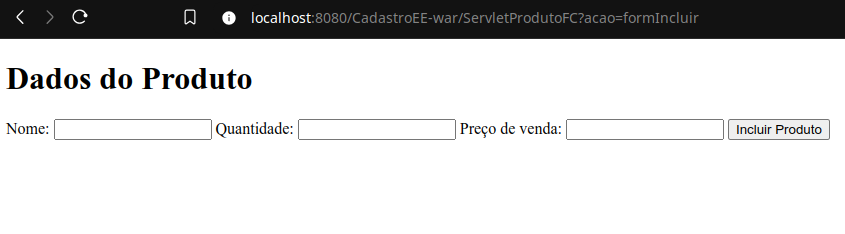 localhost:8080/CadastroEE-war/ServletProdutoFC?acao=formIncluir
Dados do Produto
Nome: Quantidade: Preço de venda: Incluir Produto